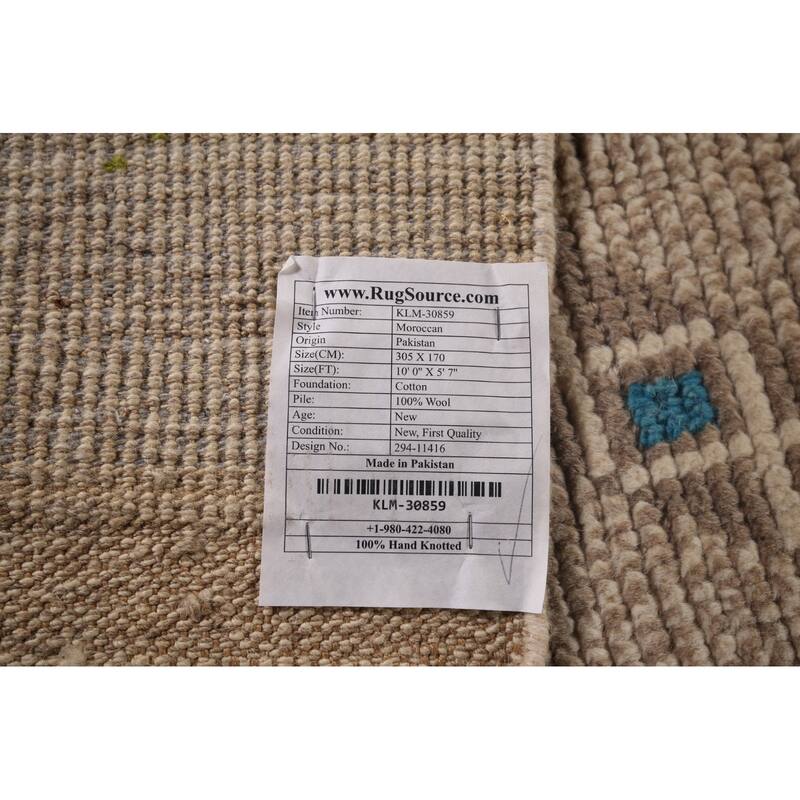 www.RugSource.com
Item Number: KLM-30859
Style Moroccan
Origin Pakistan
Size(CM): 305 X 170
Size(FT): 10' 0" X 5' 7"
Foundation: Cotton
Pile: 100% Wool
Age: New
Condition: New, First Quality
Design No.: 294-11416
Made in Pakistan
KLM-30859
+1-980-422-4080
100% Hand Knotted